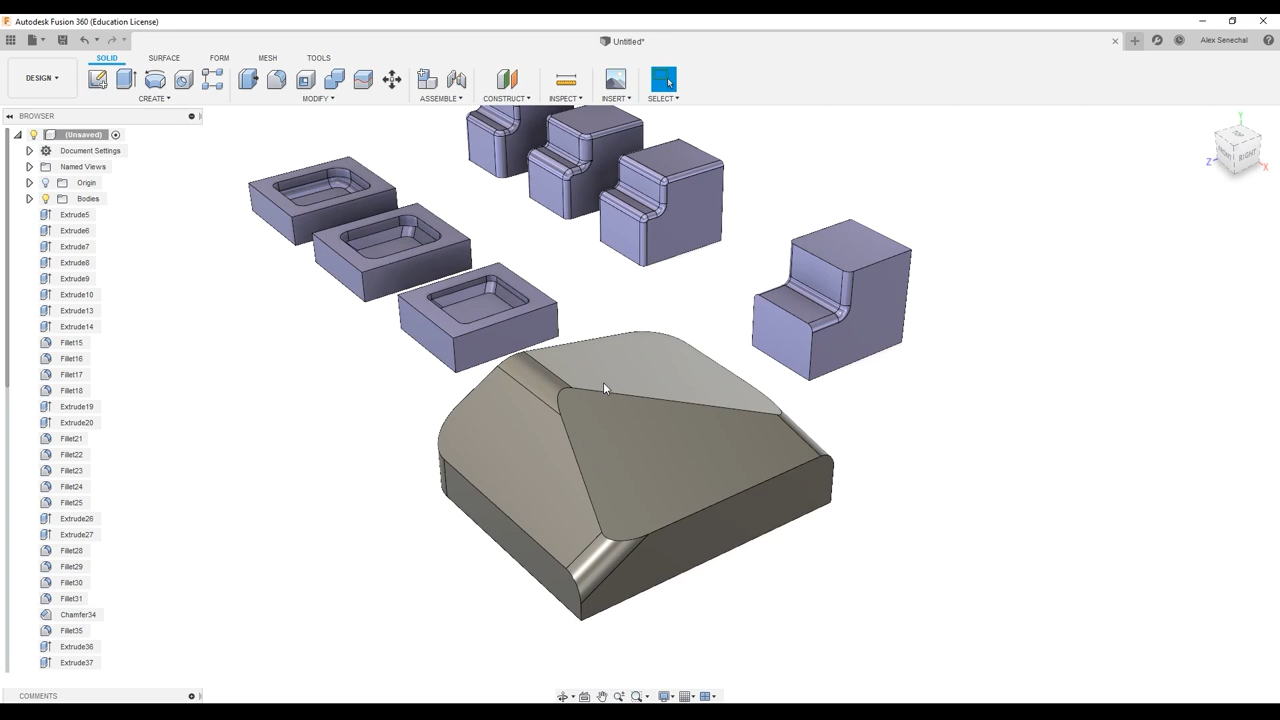 Autodesk Fusion 360 (Education License)
Untitled*
Alex Senechal
DESIGN
SOLID SURFACE FORM MESH TOOLS
CREATE MODIFY ASSEMBLE CONSTRUCT INSPECT INSERT SELECT
BROWSER
(Unsaved)
Document Settings
Named Views
Origin
Bodies
Extrude5
Extrude6
Extrude7
Extrude8
Extrude9
Extrude10
Extrude13
Extrude14
Fillet15
Fillet16
Fillet17
Fillet18
Extrude19
Extrude20
Fillet21
Fillet22
Fillet23
Fillet24
Fillet25
Extrude26
Extrude27
Fillet28
Fillet29
Fillet30
Fillet31
Chamfer34
Fillet35
Extrude36
Extrude37
COMMENTS
Y
Z
X
RIGHT